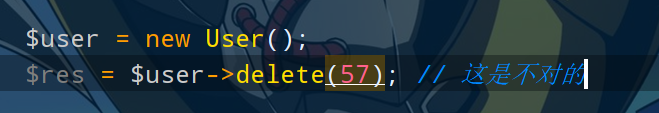 $user = new User();
$res = $user->delete(57); // 这是不对的